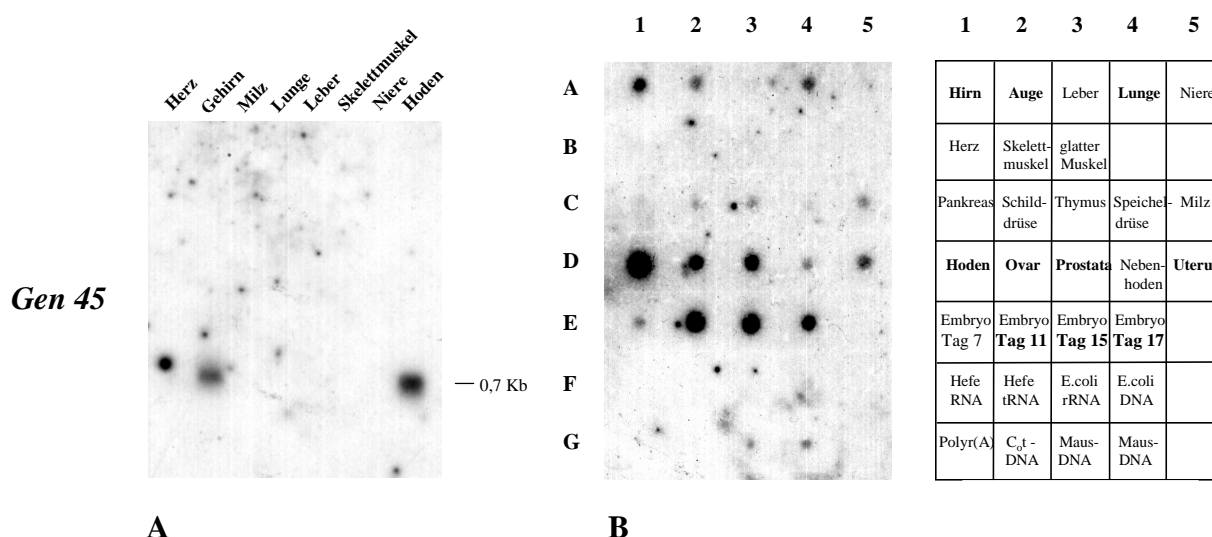 1 2 3 4 5
1 2 3 4 5
Herz
Gehirn
Milz
Lunge
Leber
Skelettmuskel
Niere
Hoden
Gen 45
0,7 Kb
A
B
C
D
E
F
G
Hirn Auge Leber Lunge Niere
Herz Skelett- glatter
muskel Muskel
Pankreas Schild- Thymus Speichel- Milz
drüse drüse
Hoden Ovar Prostata Neben- Uteru
hoden
Embryo Embryo Embryo Embryo
Tag 7 Tag 11 Tag 15 Tag 17
Hefe Hefe E.coli E.coli
RNA tRNA rRNA DNA
Polyr(A) C₀t - Maus- Maus-
DNA DNA DNA
A
B